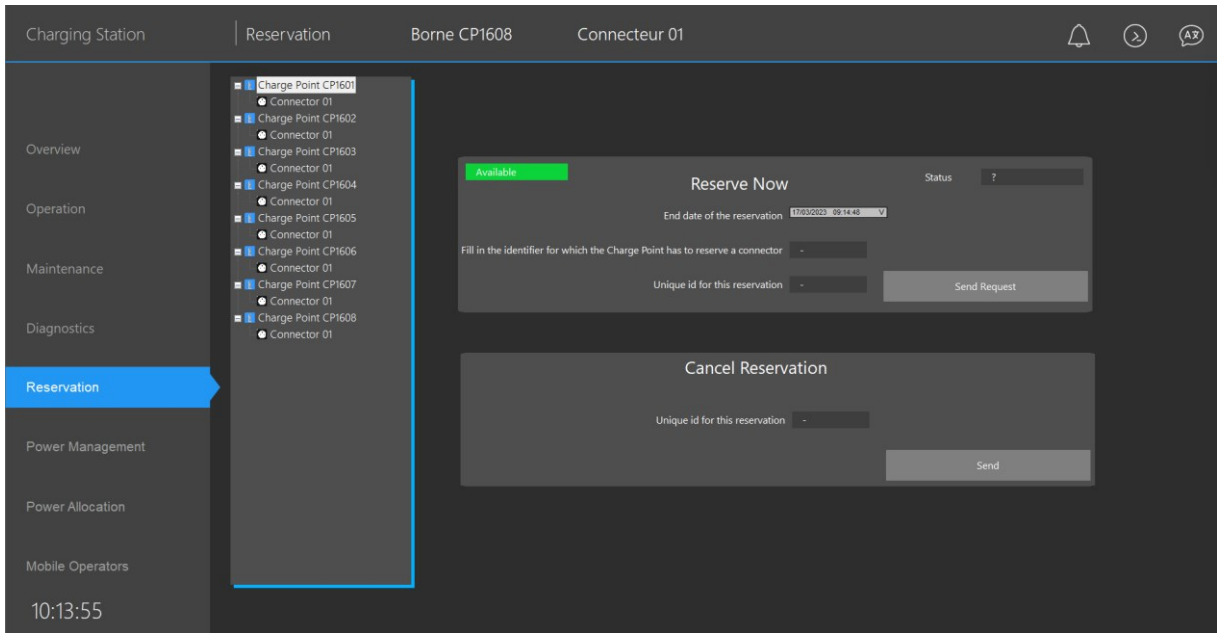 Charging Station
Reservation Borne CP1608 Connecteur 01
Overview
Operation
Maintenance
Diagnostics
Reservation
Power Management
Power Allocation
Mobile Operators
10:13:55
Charge Point CP1601
Connector 01
Charge Point CP1602
Connector 01
Charge Point CP1603
Connector 01
Charge Point CP1604
Connector 01
Charge Point CP1605
Connector 01
Charge Point CP1606
Connector 01
Charge Point CP1607
Connector 01
Charge Point CP1608
Connector 01
Available
Reserve Now
Status ?
End date of the reservation 17/03/2023 09:14:48 V
Fill in the identifier for which the Charge Point has to reserve a connector -
Unique id for this reservation -
Send Request
Cancel Reservation
Unique id for this reservation -
Send